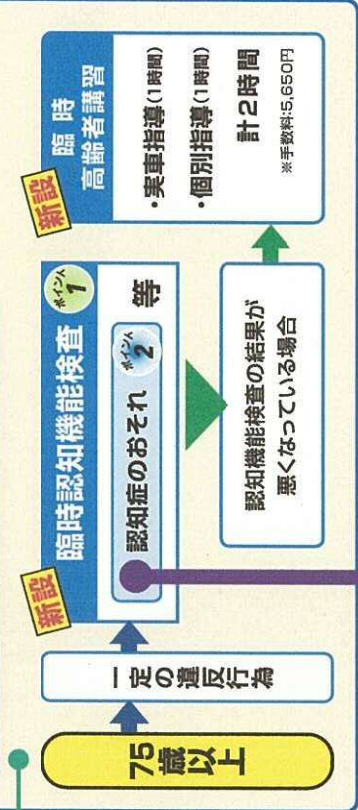 75
歳以上
一定の違反行為
新設
臨時認知機能検査
ポイント
1
認知症のおそれ
ポイント
2
等
認知機能検査の結果が
悪くなっている場合
新設
臨時
高齢者講習
・実車指導(1時間)
・個別指導(1時間)
計2時間
※手数料:5,650円